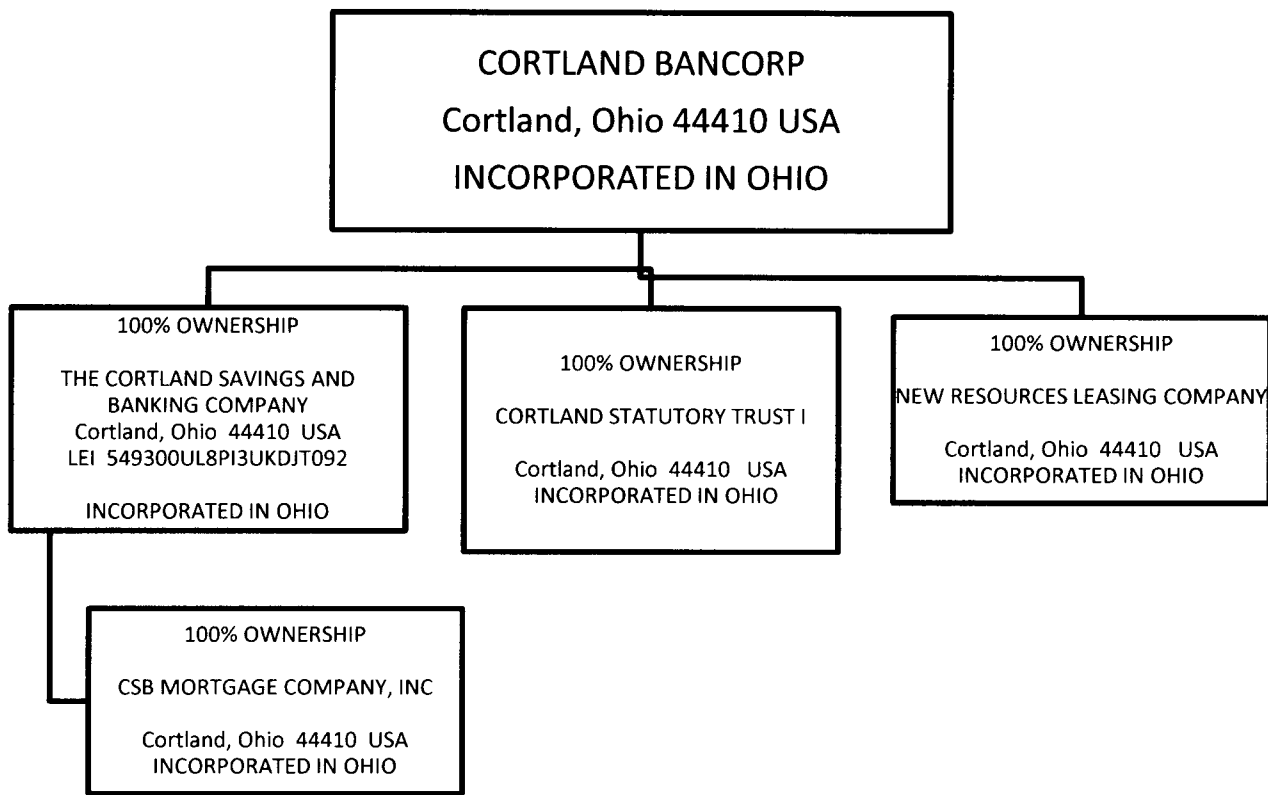 CORTLAND BANCORP
Cortland, Ohio 44410 USA
INCORPORATED IN OHIO
100% OWNERSHIP
THE CORTLAND SAVINGS AND
BANKING COMPANY
Cortland, Ohio 44410 USA
LEI 549300UL8PI3UKDJT092
INCORPORATED IN OHIO
100% OWNERSHIP
CORTLAND STATUTORY TRUST I
Cortland, Ohio 44410 USA
INCORPORATED IN OHIO
100% OWNERSHIP
NEW RESOURCES LEASING COMPANY
Cortland, Ohio 44410 USA
INCORPORATED IN OHIO
100% OWNERSHIP
CSB MORTGAGE COMPANY, INC
Cortland, Ohio 44410 USA
INCORPORATED IN OHIO